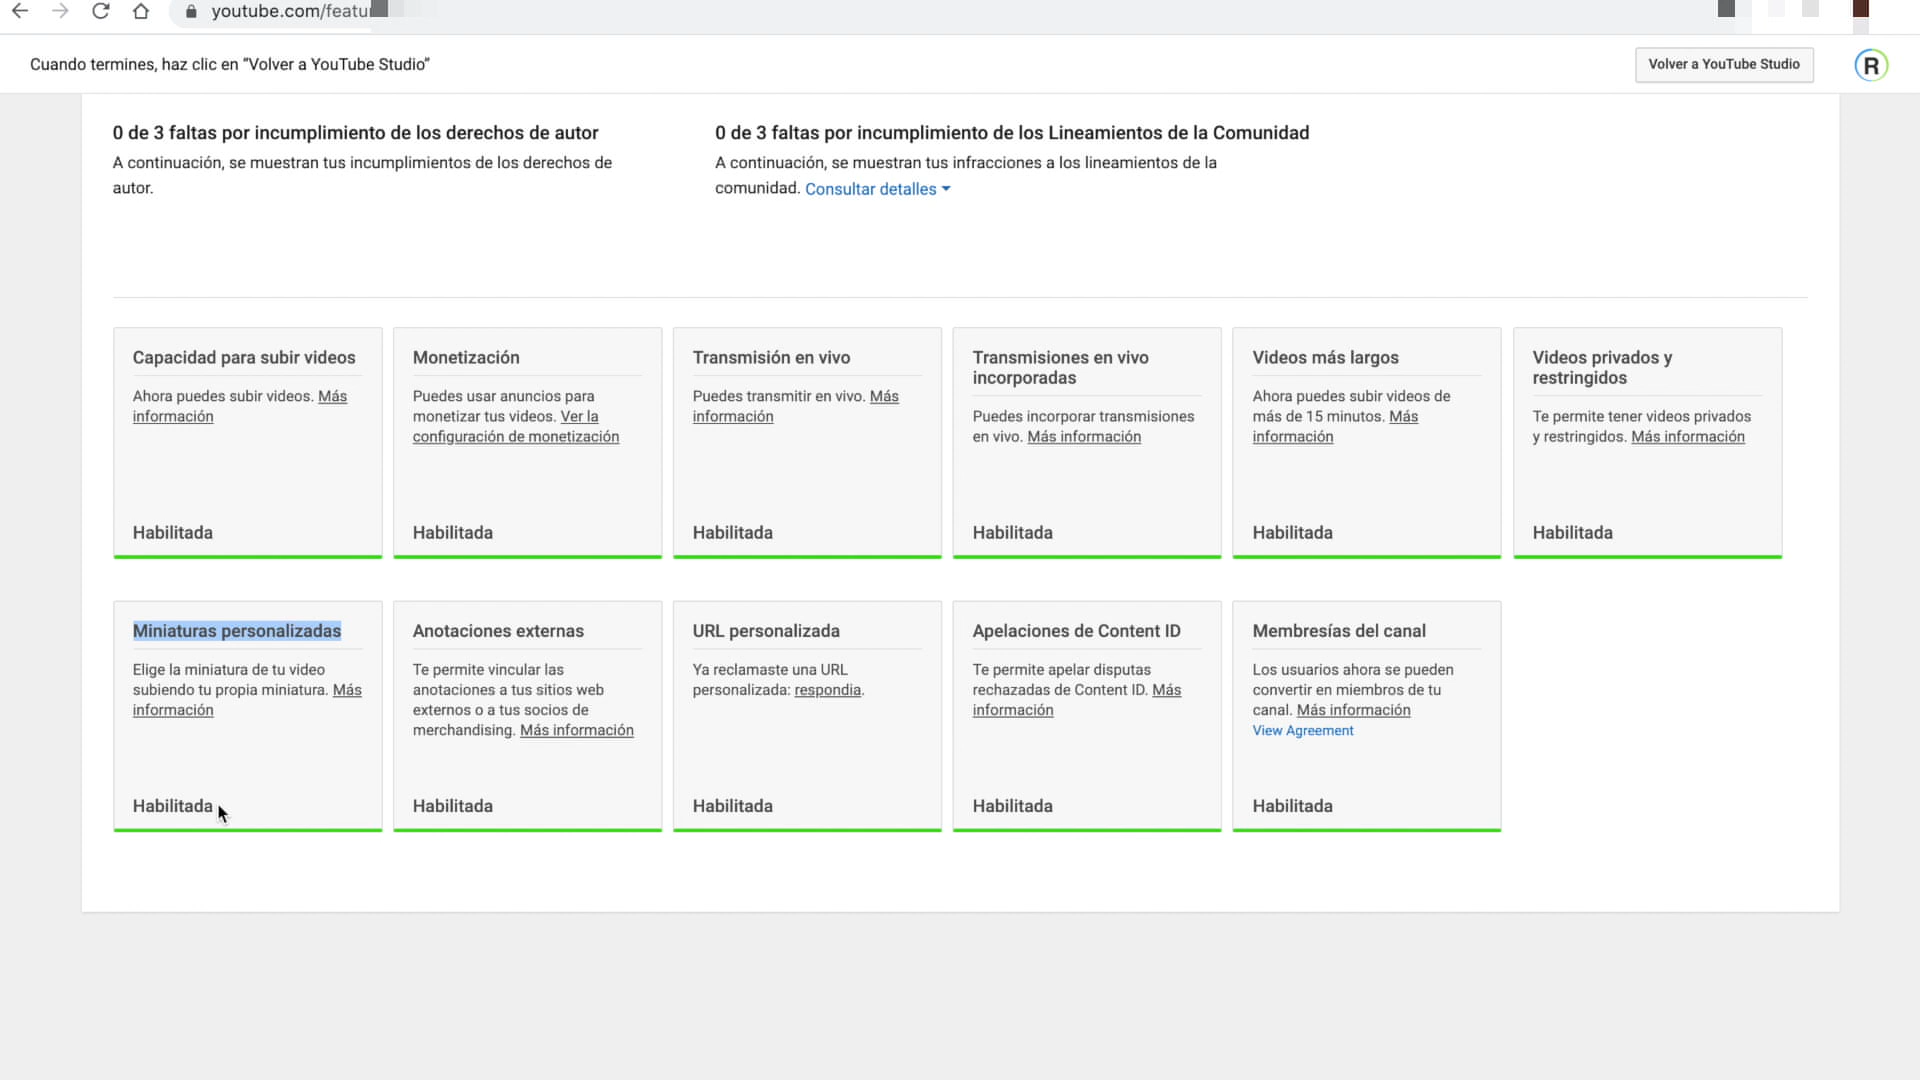 youtube.com/featu
Cuando termines, haz clic en “Volver a YouTube Studio”
Volver a YouTube Studio
R
0 de 3 faltas por incumplimiento de los derechos de autor
A continuación, se muestran tus incumplimientos de los derechos de
autor.
0 de 3 faltas por incumplimiento de los Lineamientos de la Comunidad
A continuación, se muestran tus infracciones a los lineamientos de la
comunidad. Consultar detalles
Capacidad para subir videos
Ahora puedes subir videos. Más
información
Habilitada
Monetización
Puedes usar anuncios para
monetizar tus videos. Ver la
configuración de monetización
Habilitada
Transmisión en vivo
Puedes transmitir en vivo. Más
información
Habilitada
Transmisiones en vivo
incorporadas
Puedes incorporar transmisiones
en vivo. Más información
Habilitada
Videos más largos
Ahora puedes subir videos de
más de 15 minutos. Más
información
Habilitada
Videos privados y
restringidos
Te permite tener videos privados
y restringidos. Más información
Habilitada
Miniaturas personalizadas
Elige la miniatura de tu video
subiendo tu propia miniatura. Más
información
Habilitada
Anotaciones externas
Te permite vincular las
anotaciones a tus sitios web
externos o a tus socios de
merchandising. Más información
Habilitada
URL personalizada
Ya reclamaste una URL
personalizada: respondia.
Habilitada
Apelaciones de Content ID
Te permite apelar disputas
rechazadas de Content ID. Más
información
Habilitada
Membresías del canal
Los usuarios ahora se pueden
convertir en miembros de tu
canal. Más información
View Agreement
Habilitada